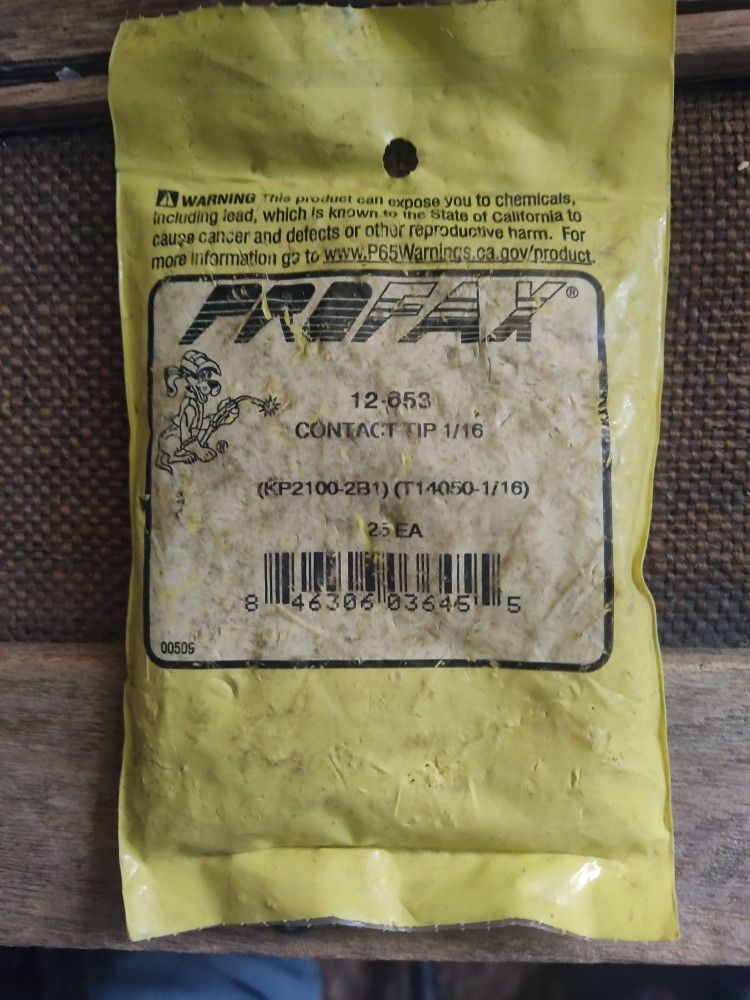 WARNING This product can expose you to chemicals,
including lead, which is known to the State of California to
cause cancer and defects or other reproductive harm. For
more information go to www.P65Warnings.ca.gov/product.
PROFAX®
12-653
CONTACT TIP 1/16
®
(KP2100-2B1) (T14050-1/16)
25 EA
8 46306 03645 5
0050S